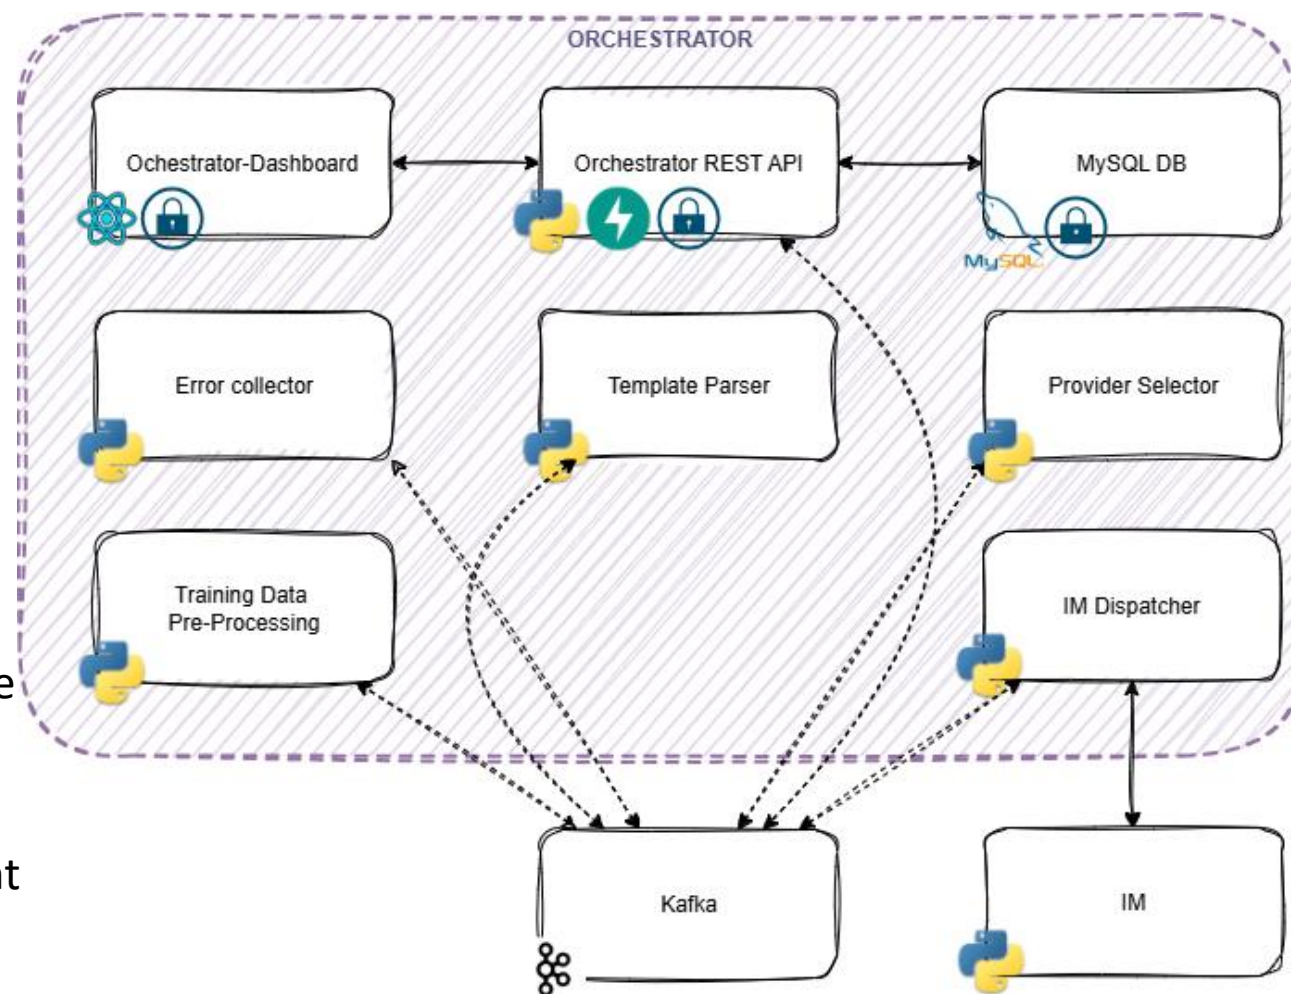 ORCHESTRATOR
Ochestrator-Dashboard
Orchestrator REST API
MySQL DB
MySQL
Error collector
Template Parser
Provider Selector
Training Data
Pre-Processing
IM Dispatcher
e
nt
Kafka
IM